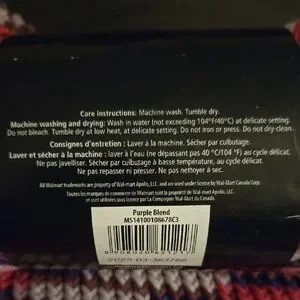 Care instructions: Machine wash. Tumble dry.
Machine washing and drying: Wash in water (not exceeding 104°F/40°C) at delicate setting.
Do not bleach. Tumble dry at low heat, at delicate setting. Do not iron or press. Do not dry-clean.
Consignes d'entretien : Laver à la machine. Sécher par culbutage.
Laver et sécher à la machine : laver à l'eau (ne dépassant pas 40 °C/104 °F) au cycle délicat.
Ne pas javelliser. Sécher par culbutage à basse température, au cycle délicat.
Ne pas repasser ni presser. Ne pas nettoyer à sec.
All Walmart trademarks are property of Wal-mart Apollo, LLC. and are used under licence by Wal-Mart Canada Corp.
Toutes les marques de commerce Walmart sont la propriété de Wal-mart Apollo, LLC.
et sont utilisées sous licence par La Compagnie Wal-Mart du Canada.
Purple Blend
MS14100108678C3
2025-03-363766